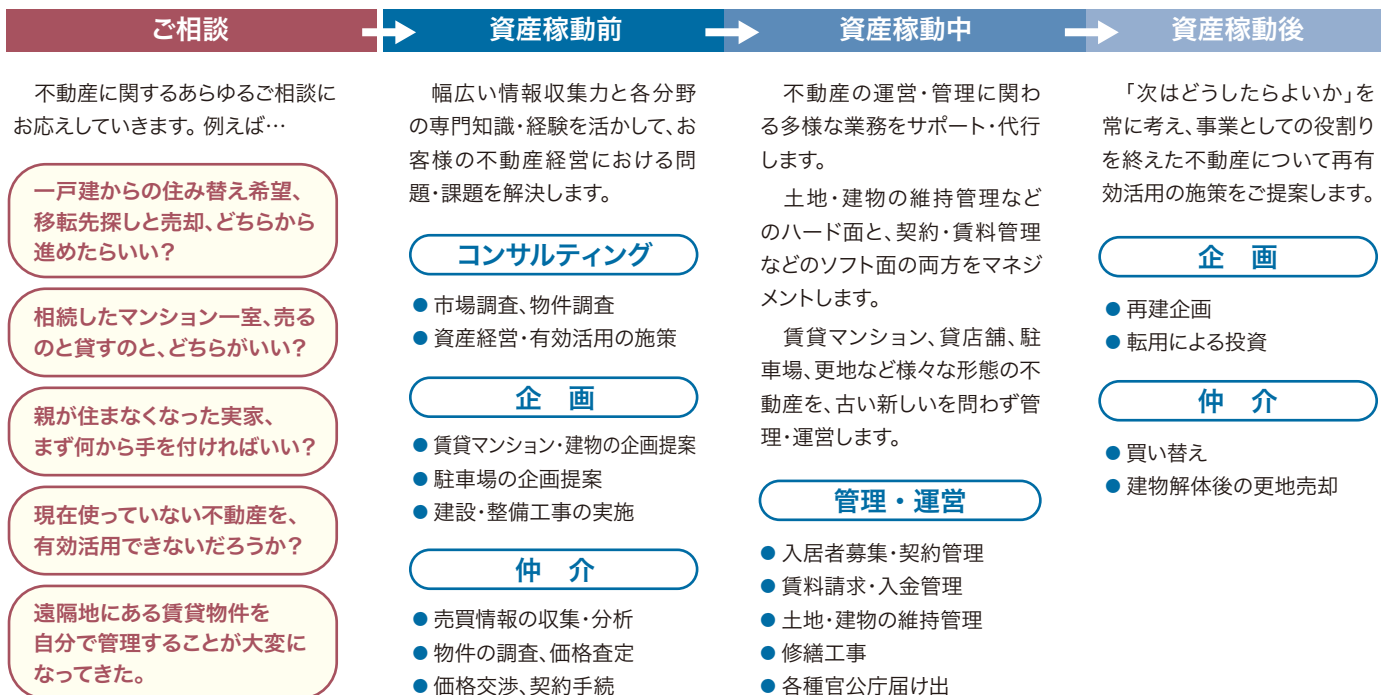 ご相談
不動産に関するあらゆるご相談に
お応えしていきます。例えば…
一戸建からの住み替え希望、
移転先探しと売却、どちらから
進めたらいい?
相続したマンション一室、売る
のと貸すのと、どちらがいい?
親が住まなくなった実家、
まず何から手を付ければいい?
現在使っていない不動産を、
有効活用できないだろうか?
遠隔地にある賃貸物件を
自分で管理することが大変に
なってきた。
資産稼動前
幅広い情報収集力と各分野
の専門知識・経験を活かして、お
客様の不動産経営における問
題・課題を解決します。
コンサルティング
● 市場調査、物件調査
● 資産経営・有効活用の施策
企 画
● 賃貸マンション・建物の企画提案
● 駐車場の企画提案
● 建設・整備工事の実施
仲 介
● 売買情報の収集・分析
● 物件の調査、価格査定
● 価格交渉、契約手続
資産稼動中
不動産の運営・管理に関わ
る多様な業務をサポート・代行
します。
土地・建物の維持管理など
のハード面と、契約・賃料管理
などのソフト面の両方をマネジ
メントします。
賃貸マンション、貸店舗、駐
車場、更地など様々な形態の不
動産を、古い新しいを問わず管
理・運営します。
管理・運営
● 入居者募集・契約管理
● 賃料請求・入金管理
● 土地・建物の維持管理
● 修繕工事
● 各種官公庁届け出
資産稼動後
「次はどうしたらよいか」を
常に考え、事業としての役割り
を終えた不動産について再有
効活用の施策をご提案します。
企 画
● 再建企画
● 転用による投資
仲 介
● 買い替え
● 建物解体後の更地売却